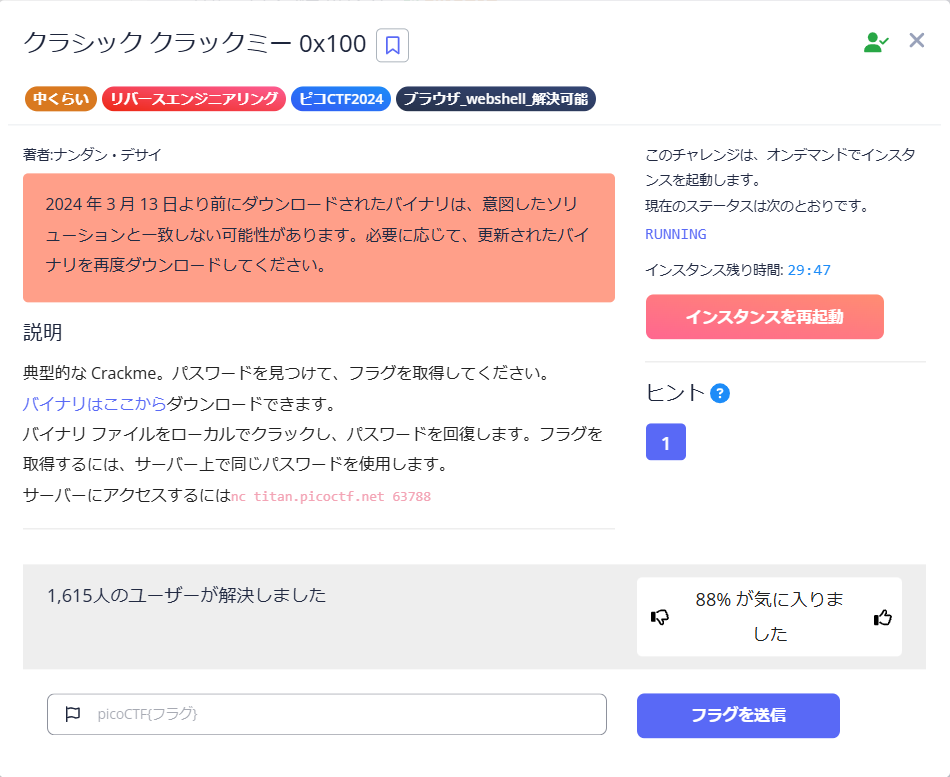 クラシック クラックミー 0x100
中くらい リバースエンジニアリング ピコCTF2024 ブラウザ_webshell_解決可能
著者:ナンダン・デサイ
2024 年 3 月 13 日より前にダウンロードされたバイナリは、意図したソリ
ューションと一致しない可能性があります。必要に応じて、更新されたバイ
ナリを再度ダウンロードしてください。
説明
典型的な Crackme。パスワードを見つけて、フラグを取得してください。
バイナリはここからダウンロードできます。
バイナリ ファイルをローカルでクラックし、パスワードを回復します。フラグを
取得するには、サーバー上で同じパスワードを使用します。
サーバーにアクセスするにはnc titan.picoctf.net 63788
このチャレンジは、オンデマンドでインスタ
ンスを起動します。
現在のステータスは次のとおりです。
RUNNING
インスタンス残り時間: 29:47
インスタンスを再起動
ヒント ?
1
1,615人のユーザーが解決しました
88% が気に入りま
した
picoCTF{フラグ}
フラグを送信